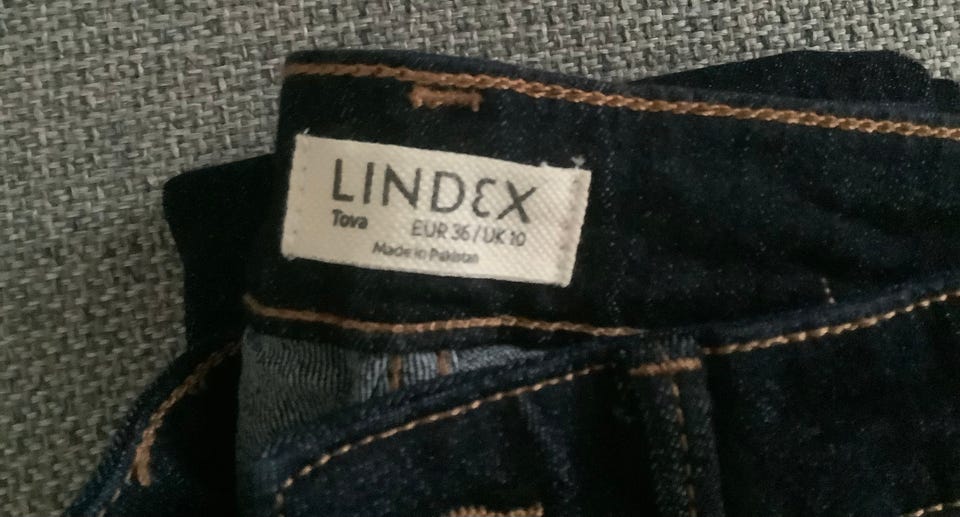 LINDEX
Tova EUR 36/UK 10
Made in Pakistan